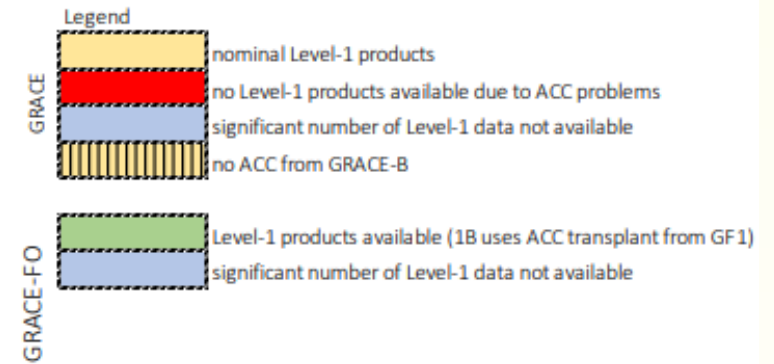 Legend
GRACE
nominal Level-1 products
no Level-1 products available due to ACC problems
significant number of Level-1 data not available
no ACC from GRACE-B
GRACE-FO
Level-1 products available (1B uses ACC transplant from GF1)
significant number of Level-1 data not available